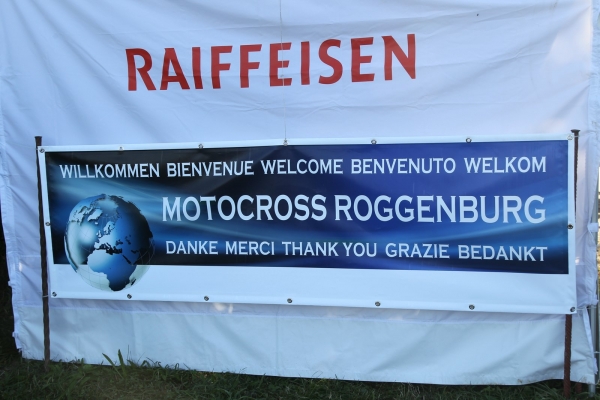 RAIFFEISEN
WILLKOMMEN BIENVENUE WELCOME BENVENUTO WELKOM
MOTOCROSS ROGGENBURG
DANKE MERCI THANK YOU GRAZIE BEDANKT